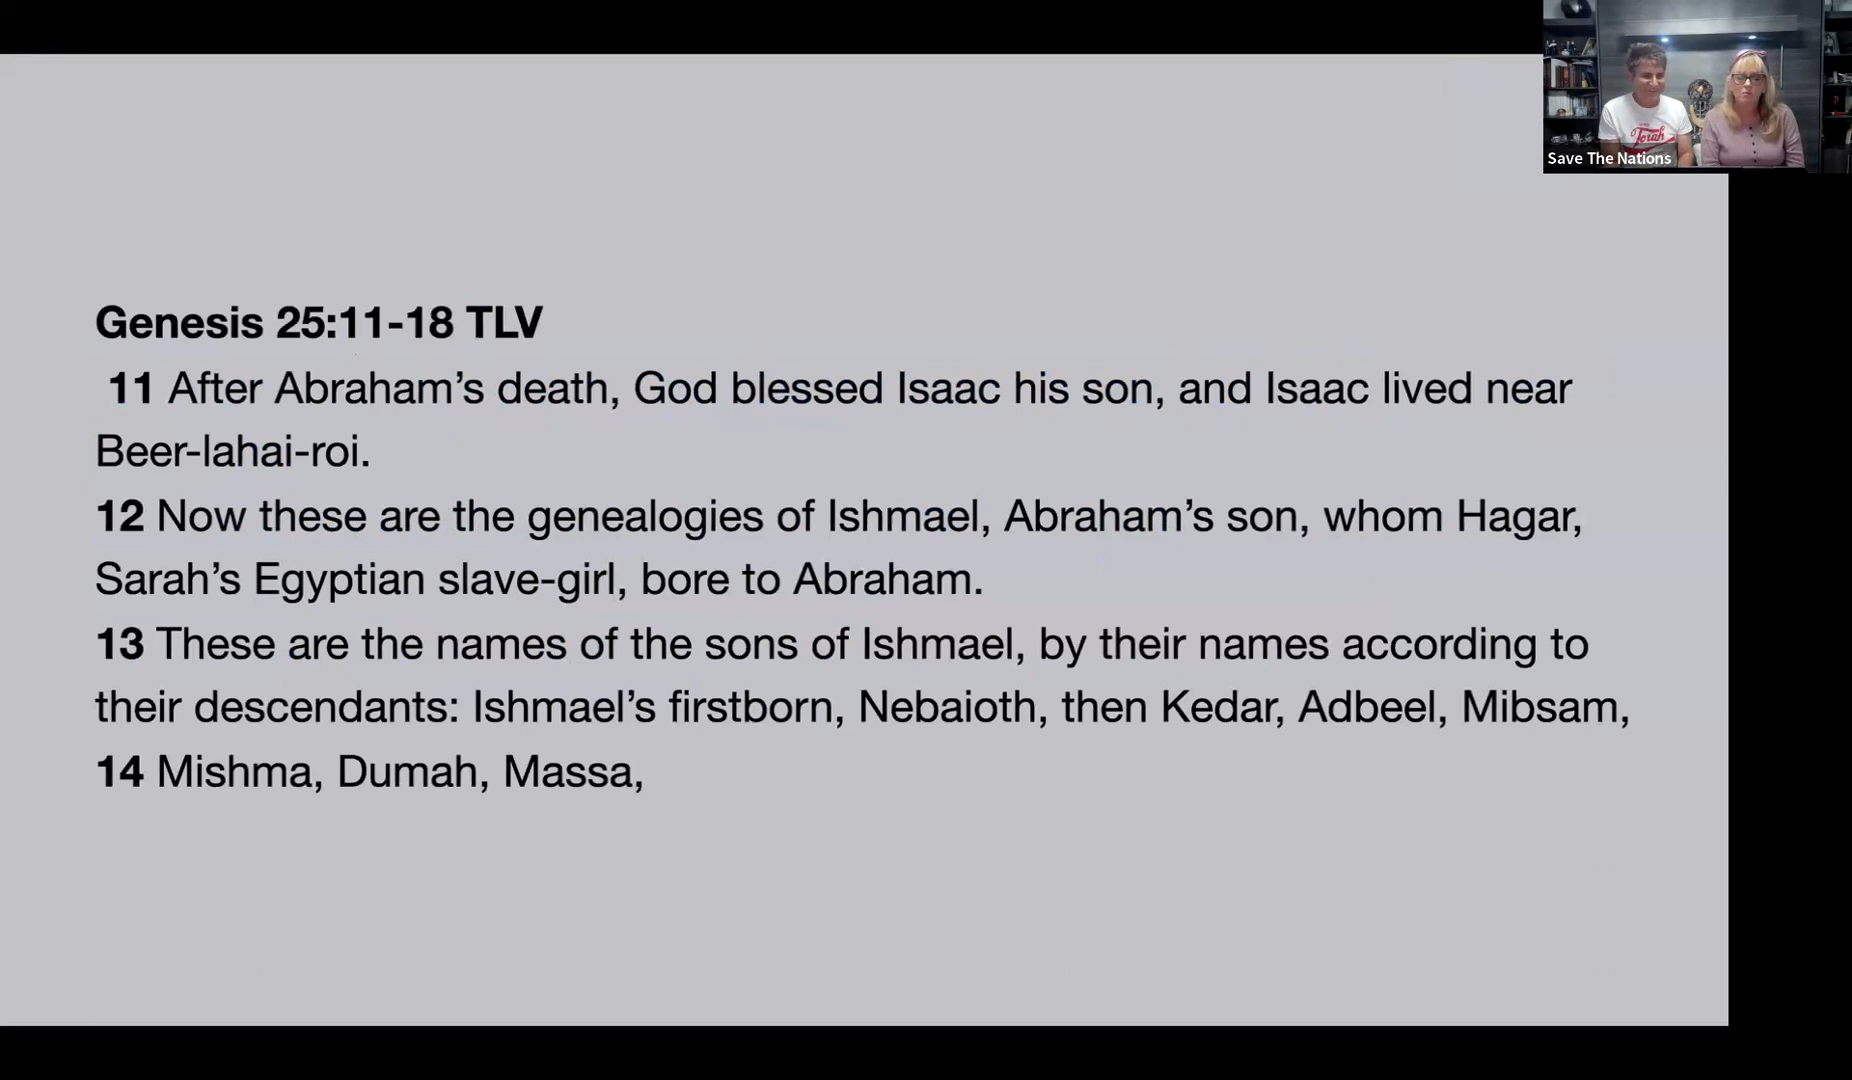 Genesis 25:11-18 TLV
11 After Abraham’s death, God blessed Isaac his son, and Isaac lived near
Beer-lahai-roi.
12 Now these are the genealogies of Ishmael, Abraham’s son, whom Hagar,
Sarah’s Egyptian slave-girl, bore to Abraham.
13 These are the names of the sons of Ishmael, by their names according to
their descendants: Ishmael’s firstborn, Nebaioth, then Kedar, Adbeel, Mibsam,
14 Mishma, Dumah, Massa,
Torah
Save The Nations